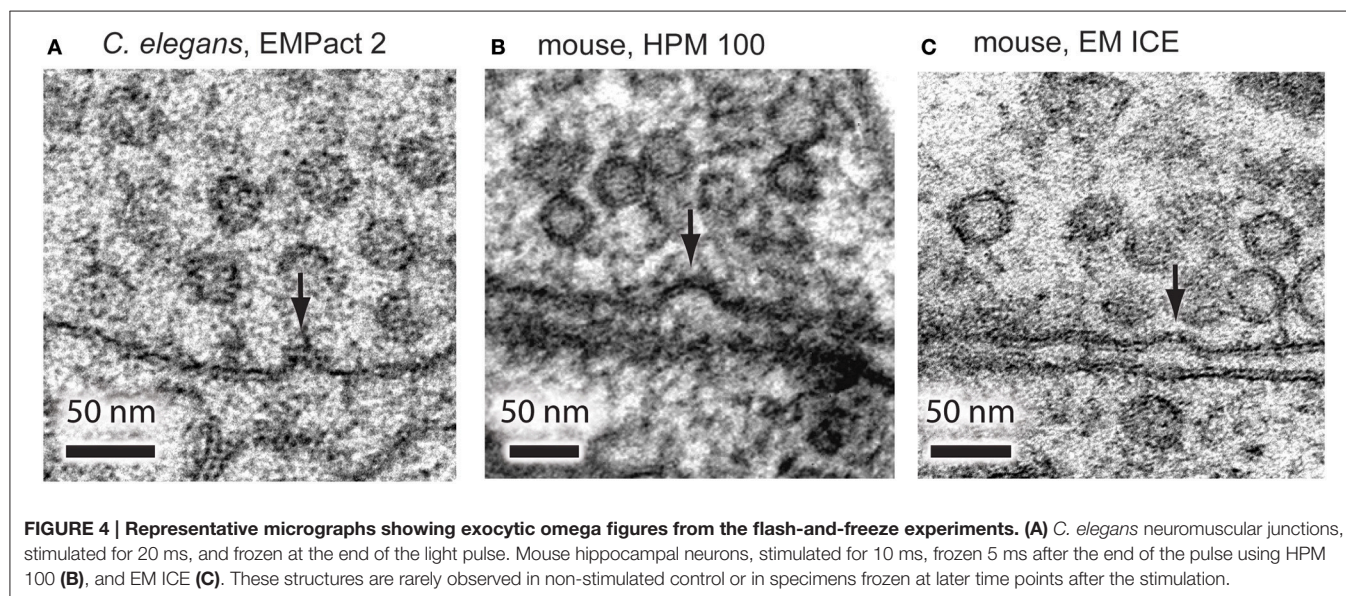 A C. elegans, EMPact 2
B mouse, HPM 100
C mouse, EM ICE
50 nm
50 nm
50 nm
FIGURE 4 | Representative micrographs showing exocytic omega figures from the flash-and-freeze experiments. (A) C. elegans neuromuscular junctions,
stimulated for 20 ms, and frozen at the end of the light pulse. Mouse hippocampal neurons, stimulated for 10 ms, frozen 5 ms after the end of the pulse using HPM
100 (B), and EM ICE (C). These structures are rarely observed in non-stimulated control or in specimens frozen at later time points after the stimulation.